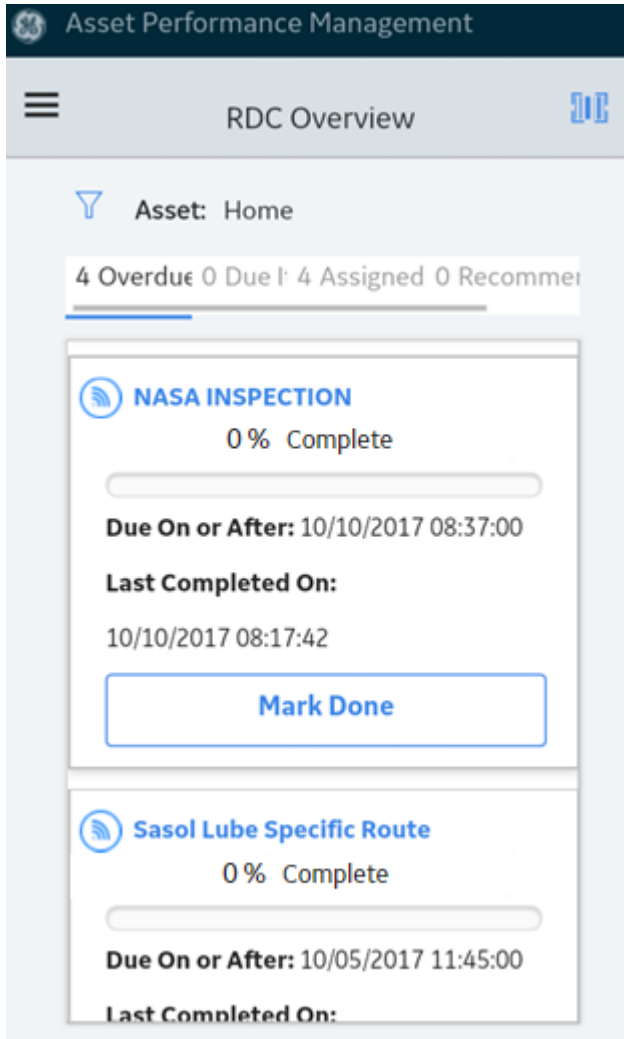 Asset Performance Management
RDC Overview
Asset: Home
4 Overdue 0 Due 4 Assigned 0 Recommen
NASA INSPECTION
0 % Complete
Due On or After: 10/10/2017 08:37:00
Last Completed On:
10/10/2017 08:17:42
Mark Done
Sasol Lube Specific Route
0 % Complete
Due On or After: 10/05/2017 11:45:00
Last Completed On: